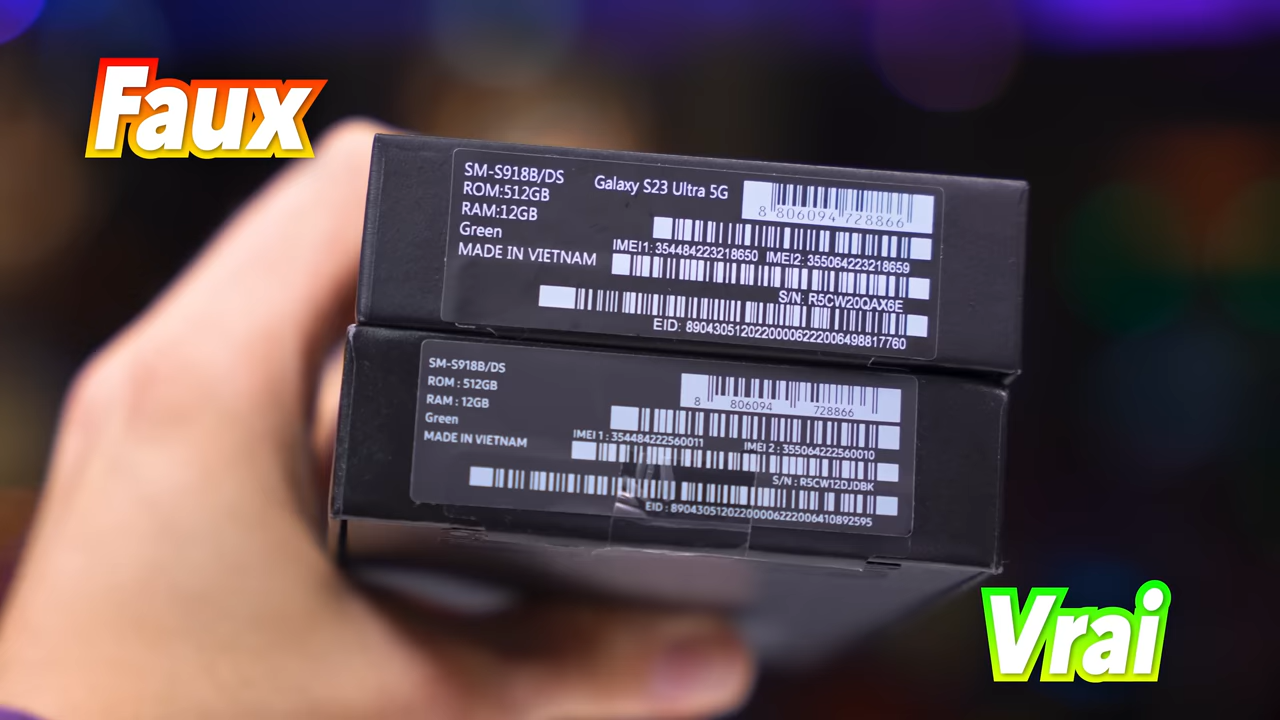 Faux
SM-S918B/DS
ROM:512GB
RAM:12GB
Green
MADE IN VIETNAM
Galaxy S23 Ultra 5G
8 806094 728866
IMEI1: 354484223218650 IMEI2: 355064223218659
S/N: R5CW20QAX6E
EID: 89043051202200006222006498817760
SM-S918B/DS
ROM : 512GB
RAM : 12GB
Green
MADE IN VIETNAM
8 806094 728866
IMEI 1 : 354484222560011 IMEI 2 : 355064222560010
S/N : R5CW12DJDBK
EID : 89043051202200006222006410892595
Vrai